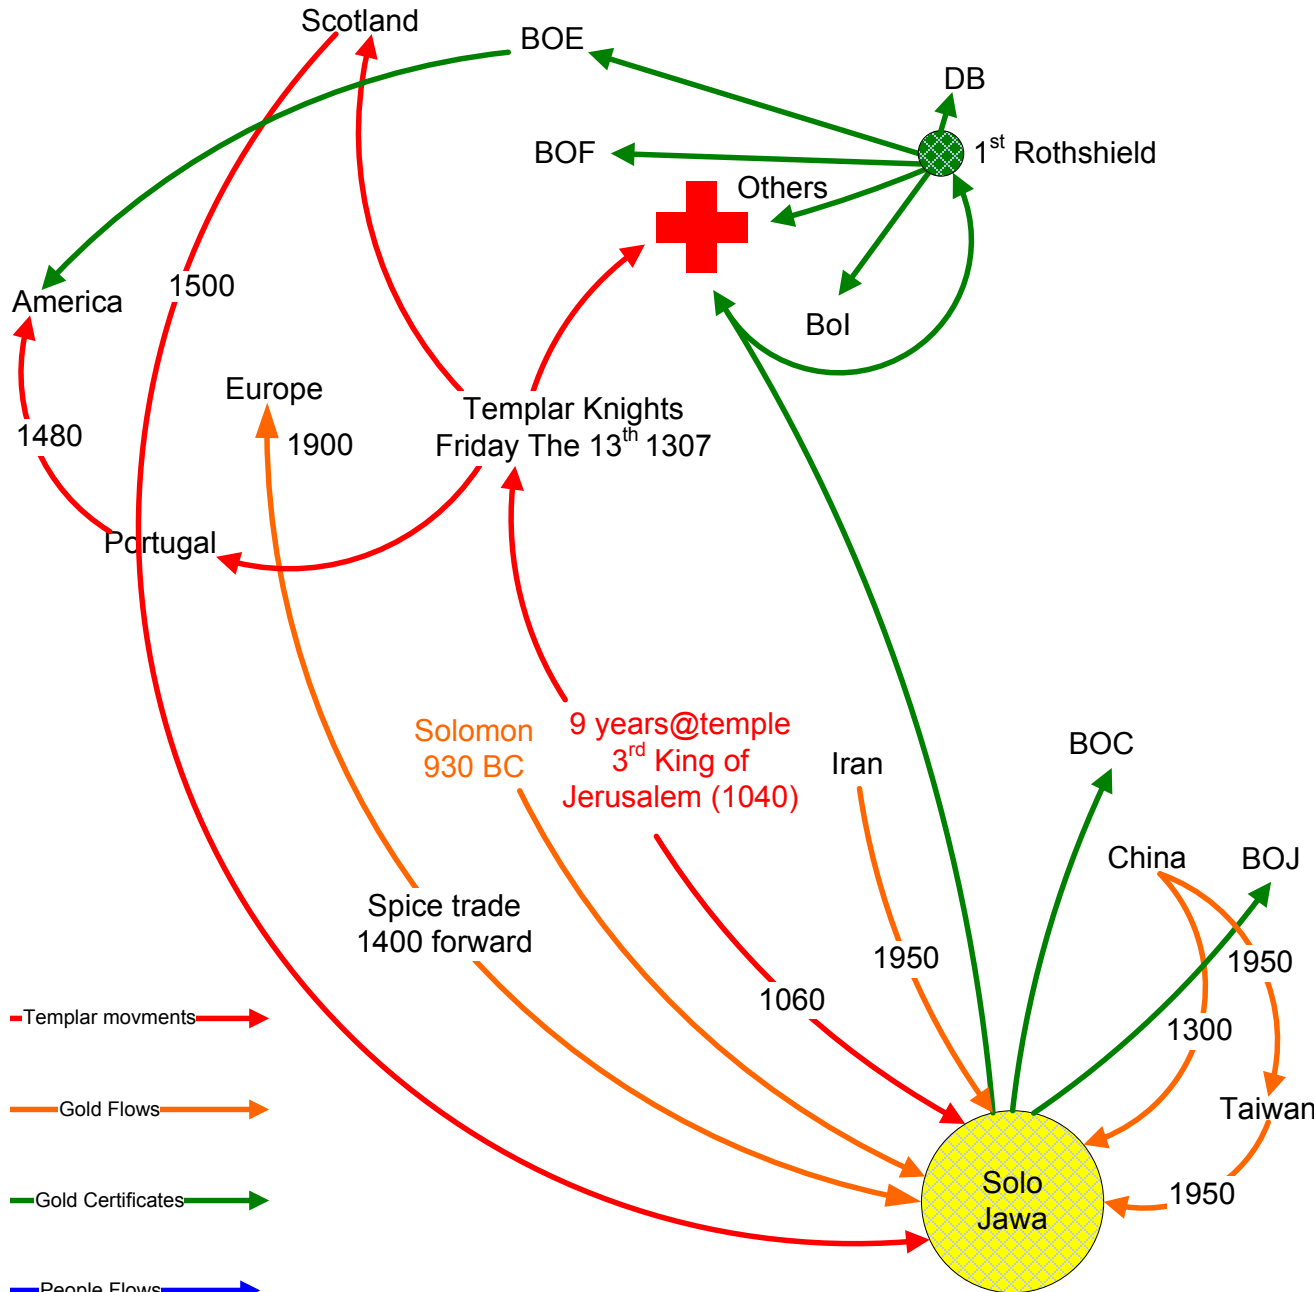 Scotland
BOE
DB
1st Rothshield
BOF
Others
America
1500
BoI
Europe
1900
1480
Templar Knights
Friday The 13th 1307
Portugal
Solomon
930 BC
9 years@temple
3rd King of
Jerusalem (1040)
Iran
BOC
China
BOJ
Spice trade
1400 forward
1950
1950
1060
1300
Templar movments
Gold Flows
Taiwan
Solo
Jawa
1950
Gold Certificates
People Flows